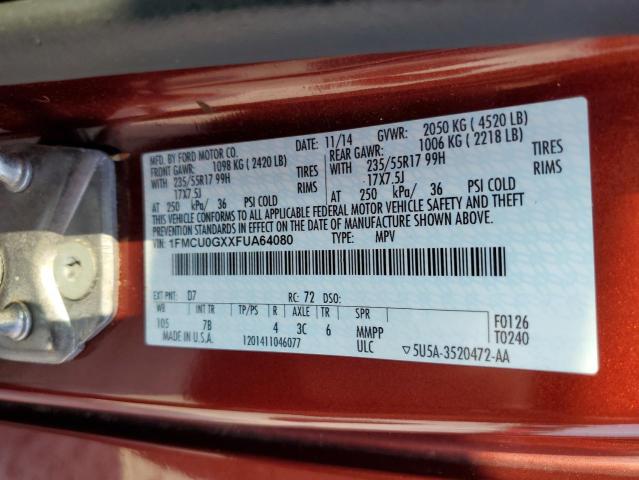 MFD. BY FORD MOTOR CO.
DATE: 11/14 GVWR: 2050 KG ( 4520 LB)
FRONT GAWR: 1098 KG ( 2420 LB) REAR GAWR: 1006 KG ( 2218 LB)
WITH 235/55R17 99H TIRES WITH 235/55R17 99H TIRES
17X7.5J RIMS 17X7.5J RIMS
AT 250 kPa/ 36 PSI COLD AT 250 kPa/ 36 PSI COLD
THIS VEHICLE CONFORMS TO ALL APPLICABLE FEDERAL MOTOR VEHICLE SAFETY AND THEFT
PREVENTION STANDARDS IN EFFECT ON THE DATE OF MANUFACTURE SHOWN ABOVE.
VIN: 1FMCU0GXXFUA64080 TYPE: MPV
EXT PNT: D7 RC: 72 DSO:
WB INT TR TP/PS R AXLE TR SPR
105 7B 4 3C 6 MMPP F0126
MADE IN U.S.A. 1201411046077 ULC T0240
▽5U5A-3520472-AA